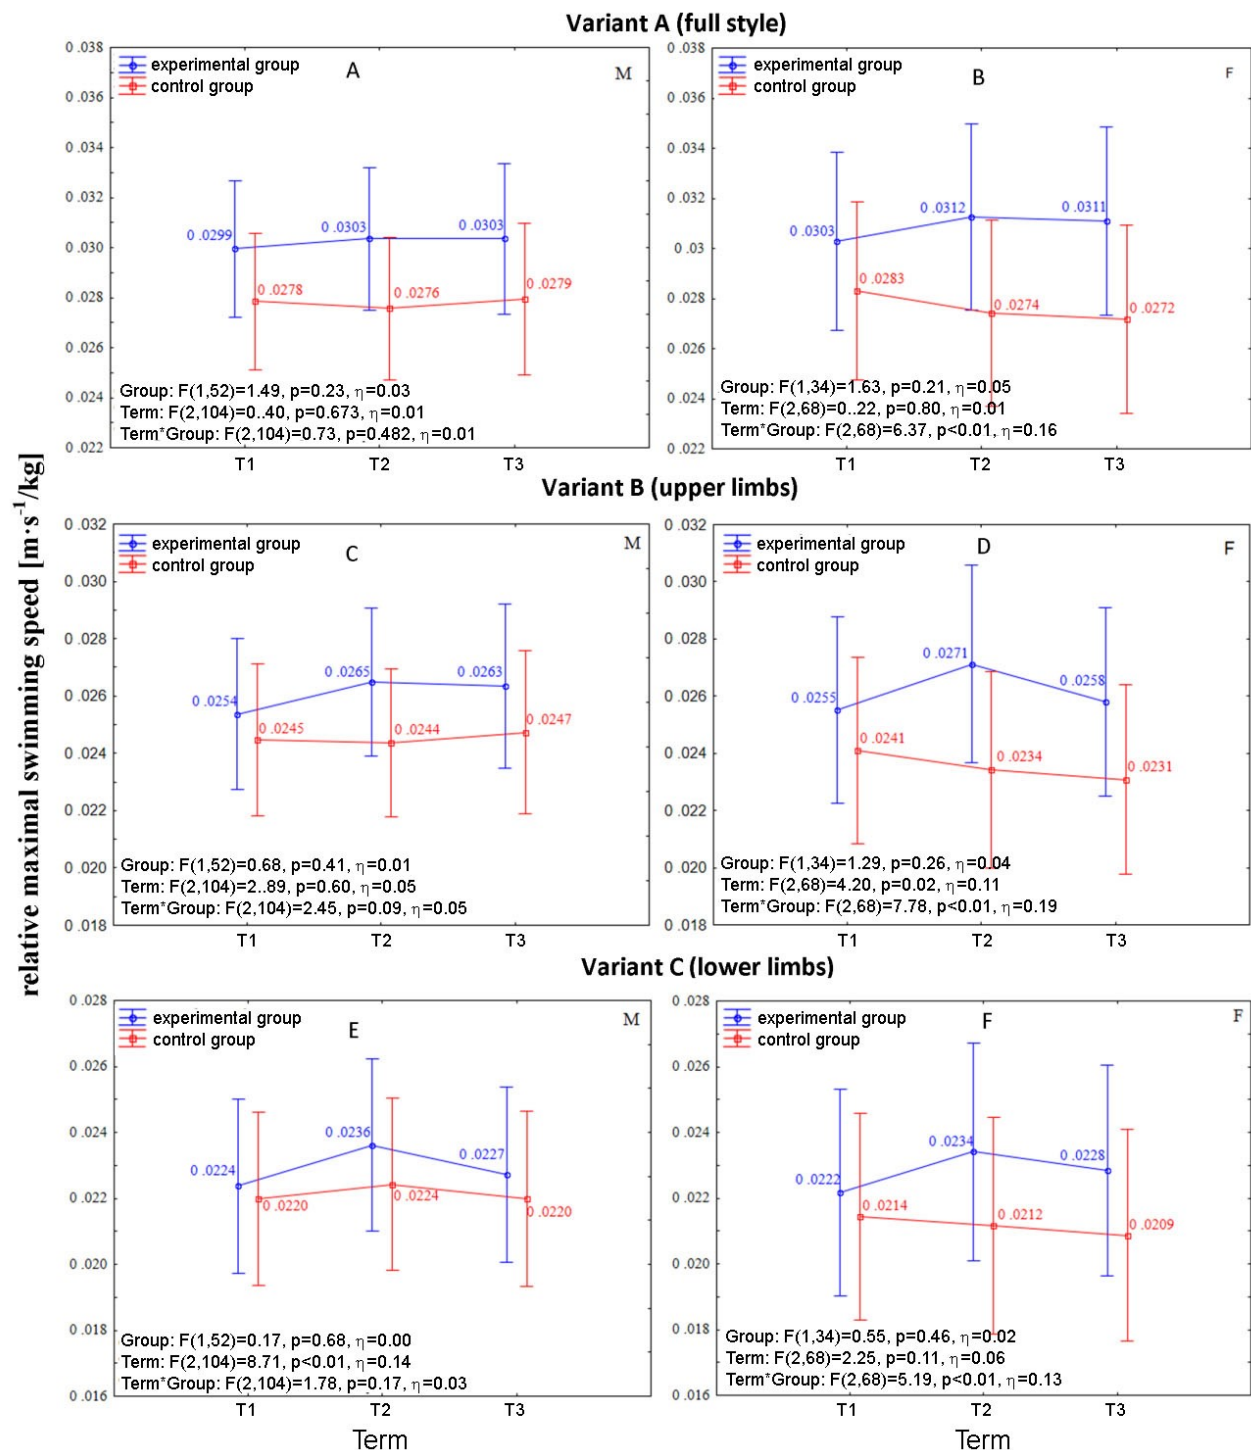 Variant A (full style)
relative maximal swimming speed [m·s⁻¹/kg]
0 .038
0 .036
0 .034
0 .032
0 .030
0 .028
0 .026
0 .024
0 .022
experimental group
control group
A
M
0 .0299
0 .0303
0 .0303
0 .0278
0 .0276
0 .0279
Group: F(1,52)=1.49, p=0.23, η=0.03
Term: F(2,104)=0..40, p=0.673, η=0.01
Term*Group: F(2,104)=0.73, p=0.482, η=0.01
T1 T2 T3
0 .038
0 .036
0 .034
0 .032
0 .03
0 .028
0 .026
0 .024
0 .022
experimental group
control group
B
F
0 .0303
0 .0312
0 .0311
0 .0283
0 .0274
0 .0272
Group: F(1,34)=1.63, p=0.21, η=0.05
Term: F(2,68)=0..22, p=0.80, η=0.01
Term*Group: F(2,68)=6.37, p<0.01, η=0.16
T1 T2 T3
Variant B (upper limbs)
0 .032
0 .030
0 .028
0 .026
0 .024
0 .022
0 .020
0 .018
experimental group
control group
C
M
0 .0254
0 .0265
0 .0263
0 .0245
0 .0244
0 .0247
Group: F(1,52)=0.68, p=0.41, η=0.01
Term: F(2,104)=2..89, p=0.60, η=0.05
Term*Group: F(2,104)=2.45, p=0.09, η=0.05
T1 T2 T3
0 .032
0 .030
0 .028
0 .026
0 .024
0 .022
0 .020
0 .018
experimental group
control group
D
F
0 .0255
0 .0271
0 .0258
0 .0241
0 .0234
0 .0231
Group: F(1,34)=1.29, p=0.26, η=0.04
Term: F(2,68)=4.20, p=0.02, η=0.11
Term*Group: F(2,68)=7.78, p<0.01, η=0.19
T1 T2 T3
Variant C (lower limbs)
0 .028
0 .026
0 .024
0 .022
0 .020
0 .018
0 .016
experimental group
control group
E
M
0 .0224
0 .0236
0 .0227
0 .0220
0 .0224
0 .0220
Group: F(1,52)=0.17, p=0.68, η=0.00
Term: F(2,104)=8.71, p<0.01, η=0.14
Term*Group: F(2,104)=1.78, p=0.17, η=0.03
T1 T2 T3
Term
0 .028
0 .026
0 .024
0 .022
0 .020
0 .018
0 .016
experimental group
control group
F
F
0 .0222
0 .0234
0 .0228
0 .0214
0 .0212
0 .0209
Group: F(1,34)=0.55, p=0.46, η=0.02
Term: F(2,68)=2.25, p=0.11, η=0.06
Term*Group: F(2,68)=5.19, p<0.01, η=0.13
T1 T2 T3
Term